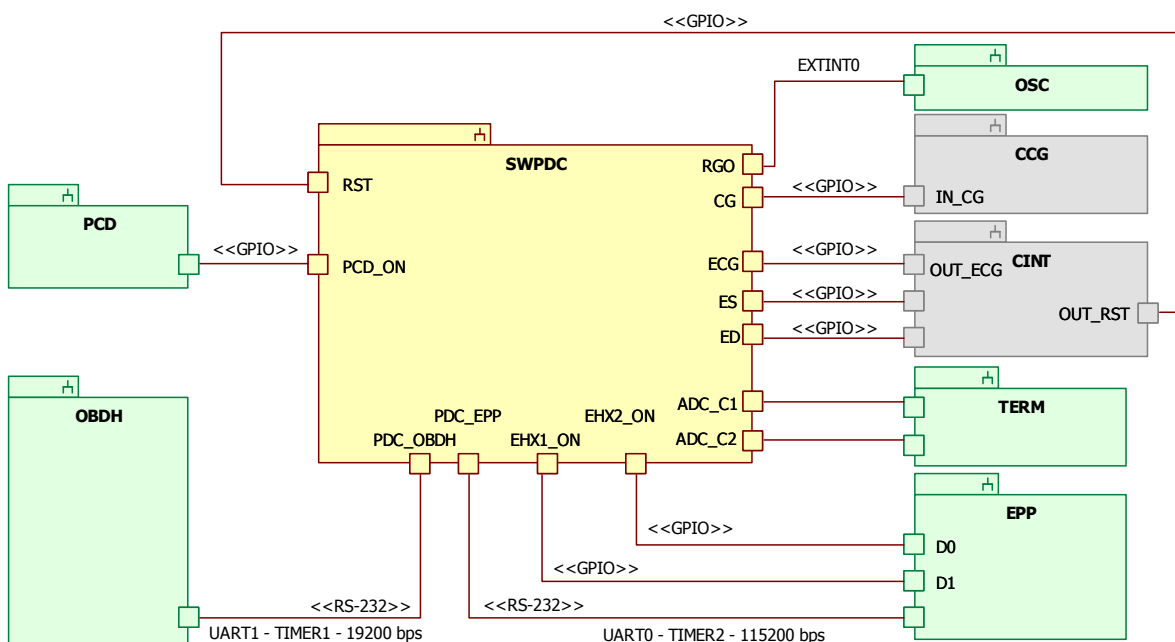 <<GPIO>>
EXTINT0
OSC
CCG
SWPDC
RGO
RST
<<GPIO>>
CG
IN_CG
PCD
<<GPIO>>
PCD_ON
<<GPIO>>
ECG
OUT_ECG
CINT
<<GPIO>>
ES
<<GPIO>>
ED
OUT_RST
OBDH
ADC_C1
TERM
PDC_EPP
EHX2_ON
PDC_OBDH
EHX1_ON
ADC_C2
EPP
<<GPIO>>
D0
<<GPIO>>
D1
<<RS-232>>
<<RS-232>>
UART1 - TIMER1 - 19200 bps
UART0 - TIMER2 - 115200 bps